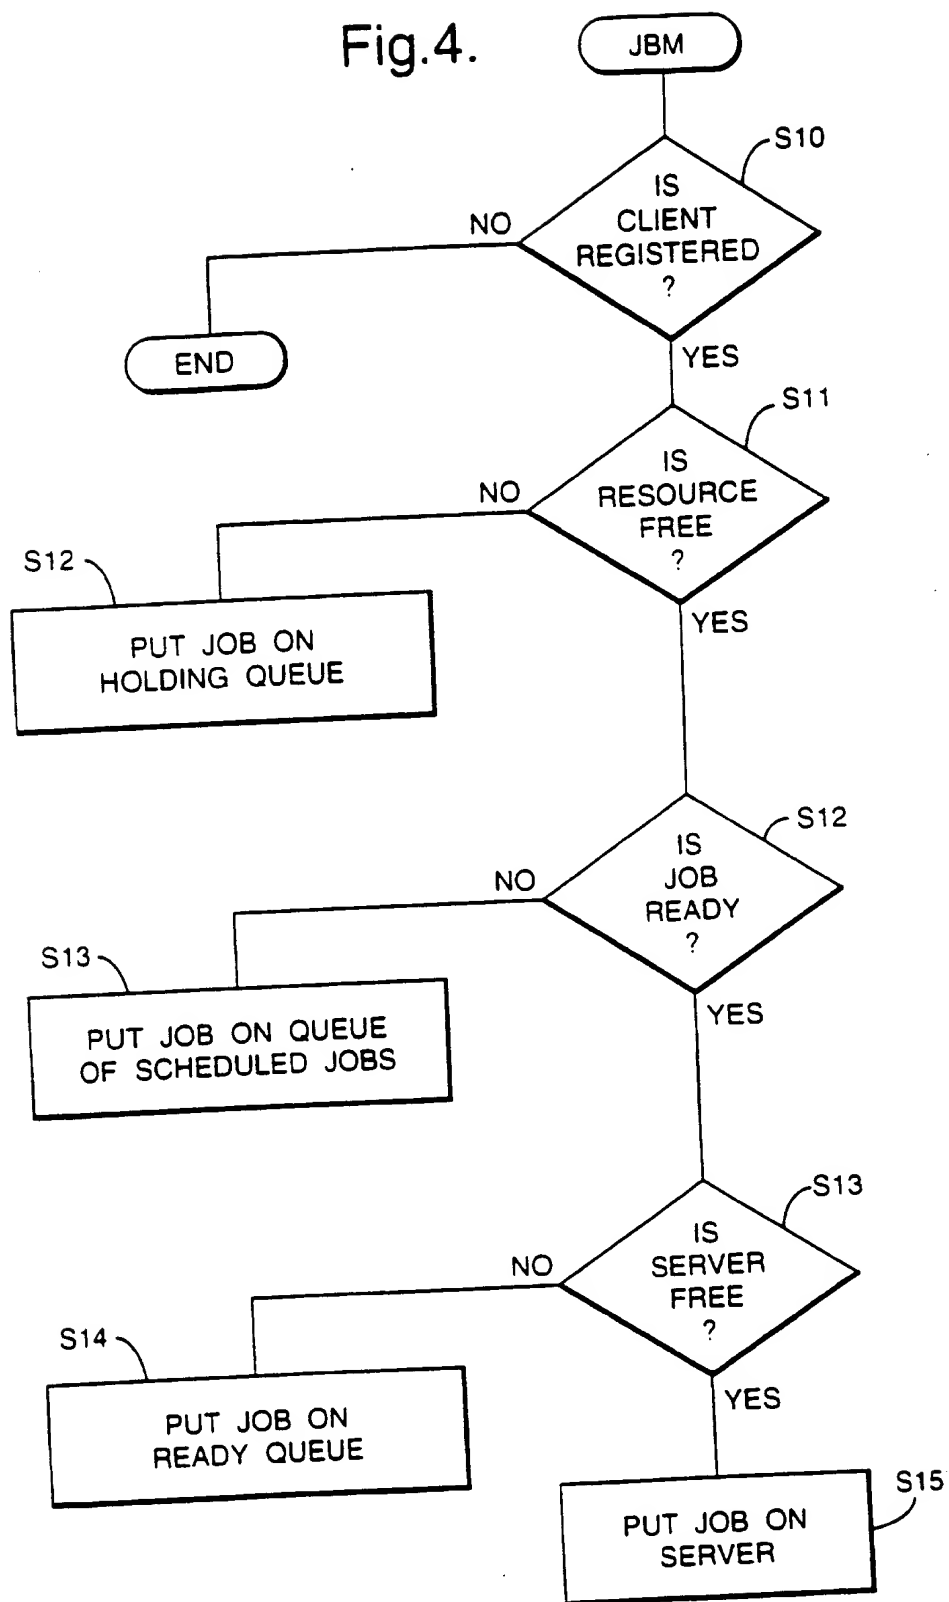 Fig.4.
JBM
S10
IS
CLIENT
REGISTERED
?
NO
YES
END
S11
IS
RESOURCE
FREE
?
NO
YES
S12
PUT JOB ON
HOLDING QUEUE
S12
IS
JOB
READY
?
NO
YES
S13
PUT JOB ON QUEUE
OF SCHEDULED JOBS
S13
IS
SERVER
FREE
?
NO
YES
S14
PUT JOB ON
READY QUEUE
S15
PUT JOB ON
SERVER